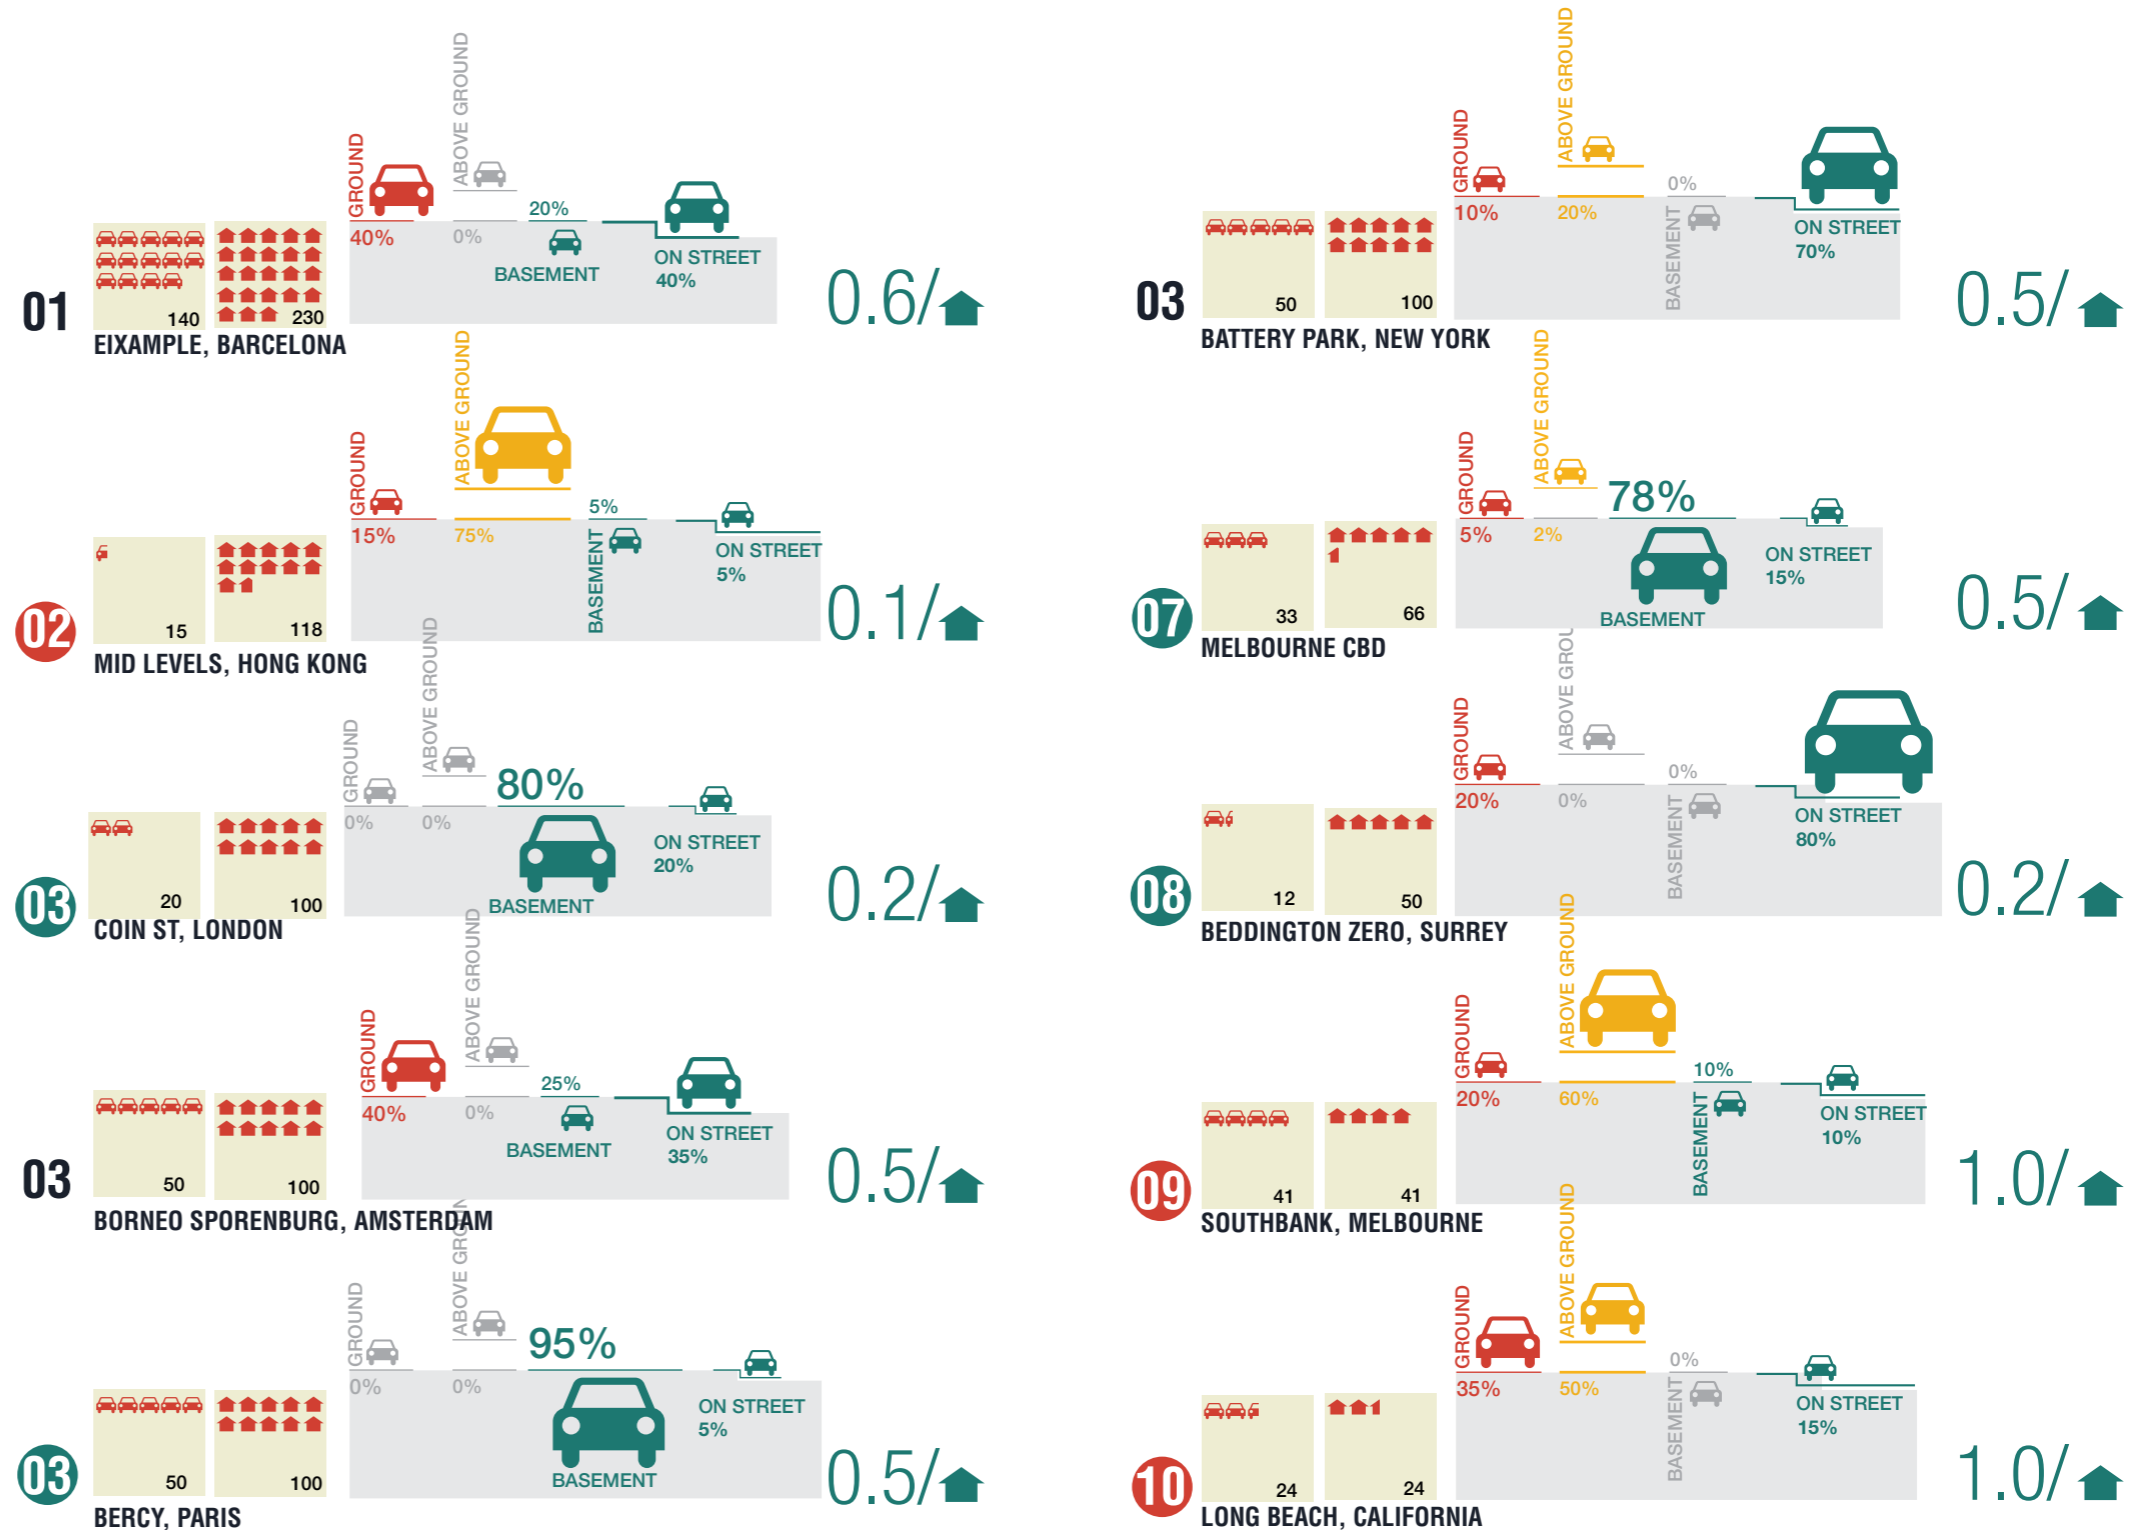 GROUND
40%
ABOVE GROUND
0%
20%
BASEMENT
ON STREET
40%
01
140
230
0.6/
EIXAMPLE, BARCELONA
GROUND
15%
ABOVE GROUND
75%
5%
BASEMENT
ON STREET
5%
02
15
118
0.1/
MID LEVELS, HONG KONG
GROUND
0%
ABOVE GROUND
0%
80%
BASEMENT
ON STREET
20%
03
20
100
0.2/
COIN ST, LONDON
GROUND
40%
ABOVE GROUND
0%
25%
BASEMENT
ON STREET
35%
03
50
100
0.5/
BORNEO SPORENBURG, AMSTERDAM
GROUND
0%
ABOVE GROUN
0%
95%
BASEMENT
ON STREET
5%
03
50
100
0.5/
BERCY, PARIS
GROUND
10%
ABOVE GROUND
20%
0%
BASEMENT
ON STREET
70%
03
50
100
0.5/
BATTERY PARK, NEW YORK
GROUND
5%
ABOVE GROUND
2%
78%
BASEMENT
ON STREET
15%
07
33
66
0.5/
MELBOURNE CBD
GROUND
20%
ABOVE GROU
0%
0%
BASEMENT
ON STREET
80%
08
12
50
0.2/
BEDDINGTON ZERO, SURREY
GROUND
20%
ABOVE GROUND
60%
10%
BASEMENT
ON STREET
10%
09
41
41
1.0/
SOUTHBANK, MELBOURNE
GROUND
35%
ABOVE GROUND
50%
0%
BASEMENT
ON STREET
15%
10
24
24
1.0/
LONG BEACH, CALIFORNIA